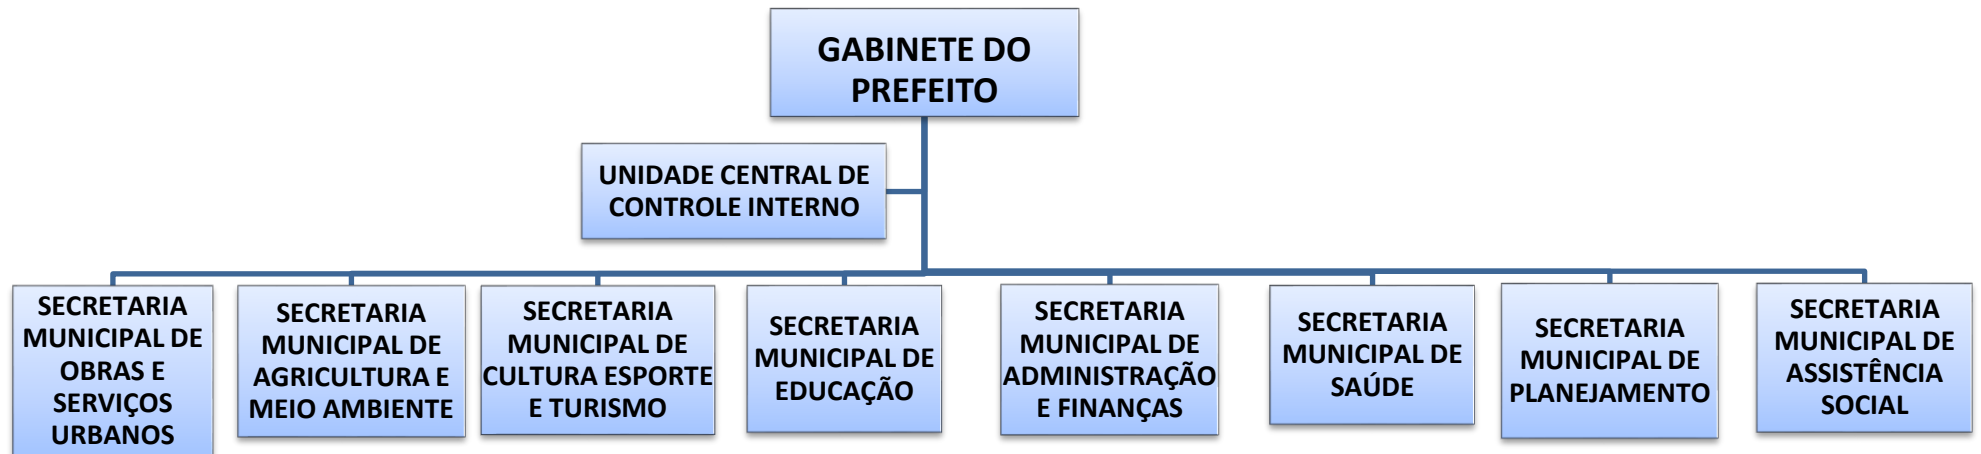 GABINETE DO
PREFEITO
UNIDADE CENTRAL DE
CONTROLE INTERNO
SECRETARIA
MUNICIPAL DE
OBRAS E
SERVIÇOS
URBANOS
SECRETARIA
MUNICIPAL DE
AGRICULTURA E
MEIO AMBIENTE
SECRETARIA
MUNICIPAL DE
CULTURA ESPORTE
E TURISMO
SECRETARIA
MUNICIPAL DE
EDUCAÇÃO
SECRETARIA
MUNICIPAL DE
ADMINISTRAÇÃO
E FINANÇAS
SECRETARIA
MUNICIPAL DE
SAÚDE
SECRETARIA
MUNICIPAL DE
PLANEJAMENTO
SECRETARIA
MUNICIPAL DE
ASSISTÊNCIA
SOCIAL